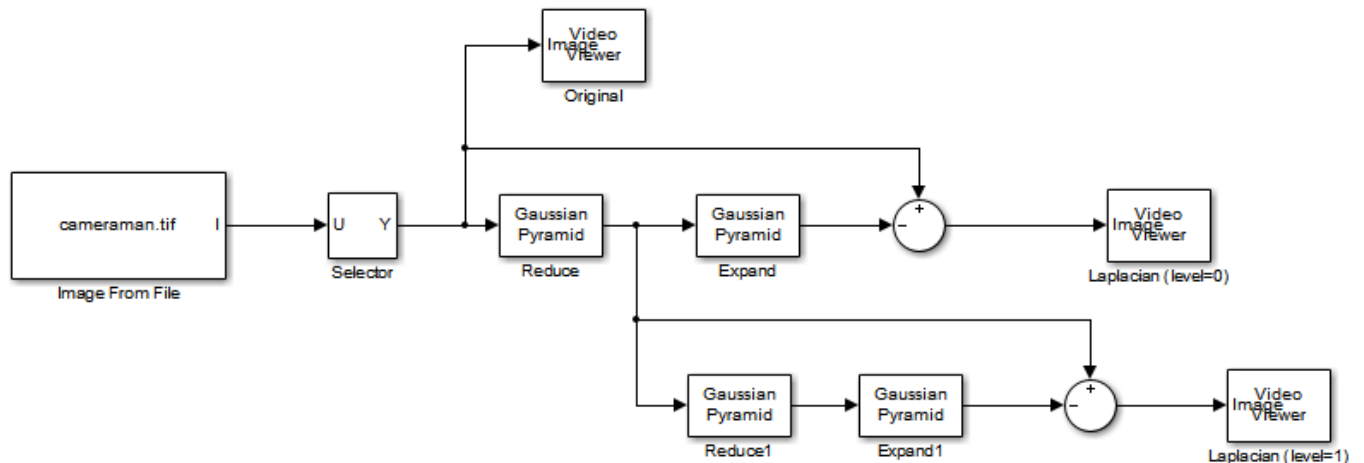 Video
Image
Viewer
Original
cameraman.tif I
Image From File
U Y
Selector
Gaussian
Pyramid
Reduce
Gaussian
Pyramid
Expand
+
−
Video
Image
Viewer
Laplacian (level=0)
Gaussian
Pyramid
Reduce1
Gaussian
Pyramid
Expand1
+
−
Video
Image
Viewer
Laplacian (level=1)